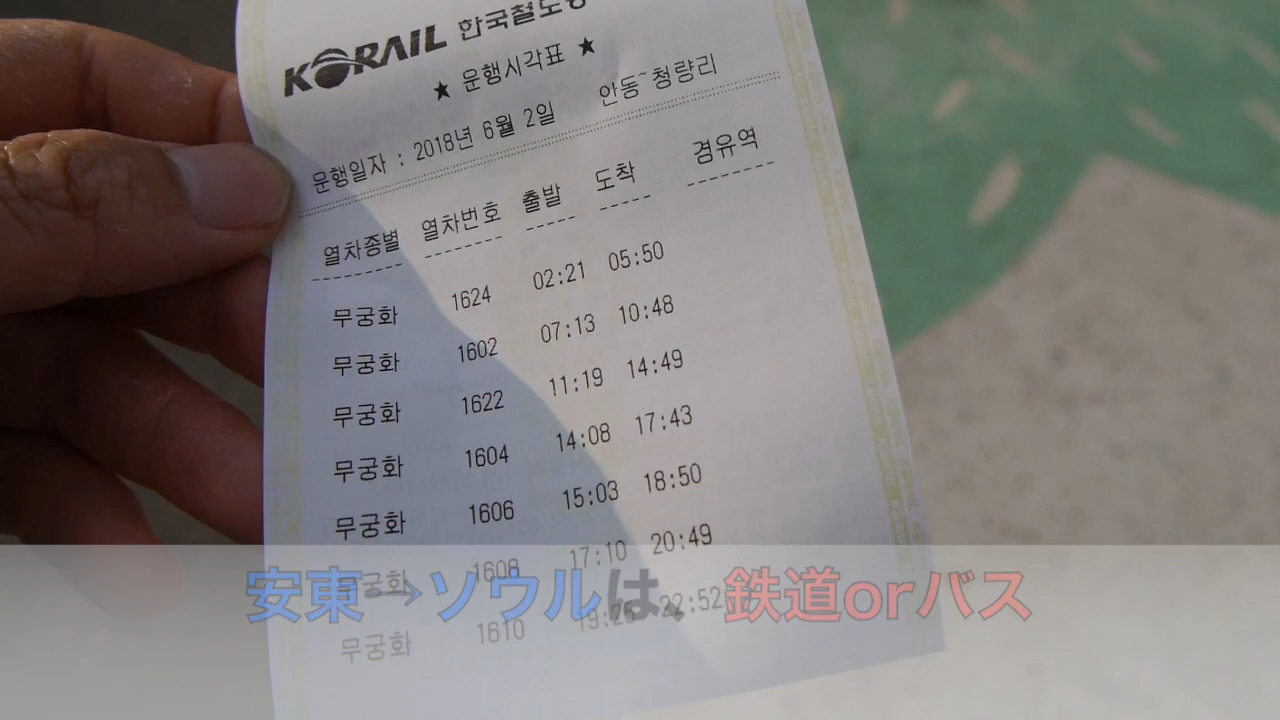 KORAIL 한국철도공
★ 운행시각표 ★
운행일자 : 2018년 6월 2일 안동~청량리
열차종별 열차번호 출발 도착 경유역
무궁화 1624 02:21 05:50
무궁화 1602 07:13 10:48
무궁화 1622 11:19 14:49
무궁화 1604 14:08 17:43
무궁화 1606 15:03 18:50
무궁화 1608 17:10 20:49
무궁화 1610 19:25 22:52
安東→ソウルは、鉄道orバス